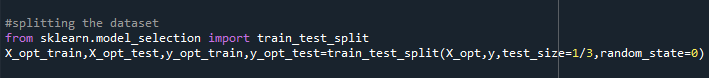 #splitting the dataset
from sklearn.model_selection import train_test_split
X_opt_train,X_opt_test,y_opt_train,y_opt_test=train_test_split(X_opt,y,test_size=1/3,random_state=0)